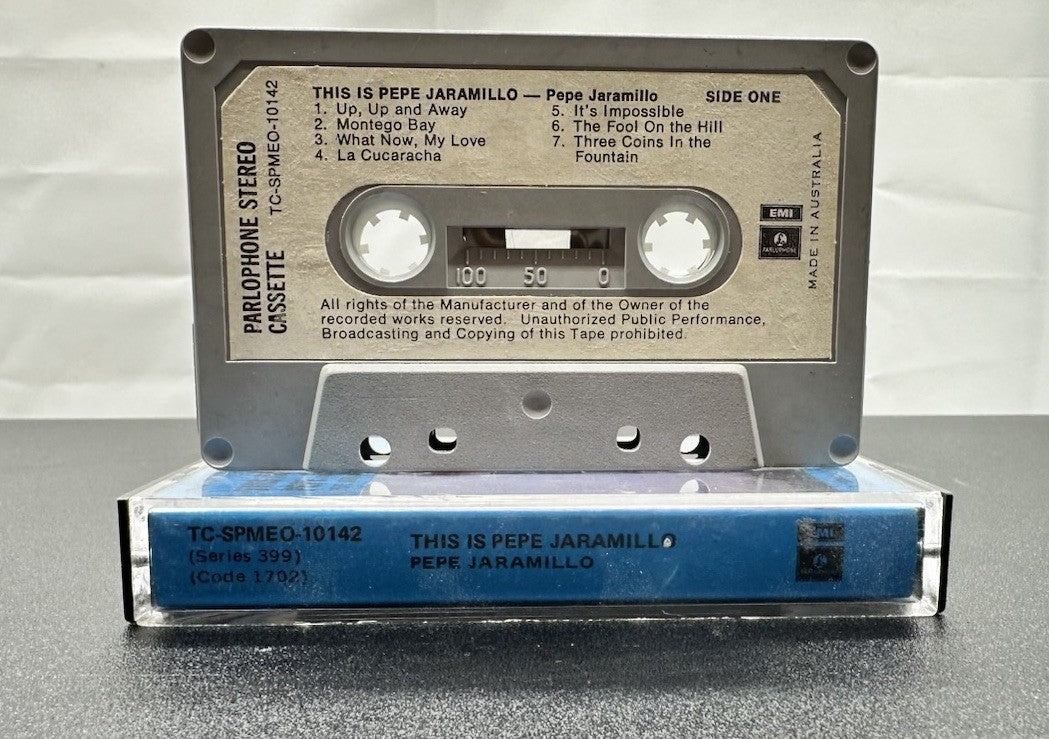 THIS IS PEPE JARAMILLO — Pepe Jaramillo SIDE ONE
1. Up, Up and Away
2. Montego Bay
3. What Now, My Love
4. La Cucaracha
5. It's Impossible
6. The Fool On the Hill
7. Three Coins In the
Fountain
PARLOPHONE STEREO
CASSETTE TC-SPMEO-10142
EMI
PARLOPHONE
MADE IN AUSTRALIA
100 50 0
All rights of the Manufacturer and of the Owner of the
recorded works reserved. Unauthorized Public Performance,
Broadcasting and Copying of this Tape prohibited.
TC-SPMEO-10142
(Series 399)
(Code 1702)
THIS IS PEPE JARAMILLO
PEPE JARAMILLO
EMI
PARLOPHONE